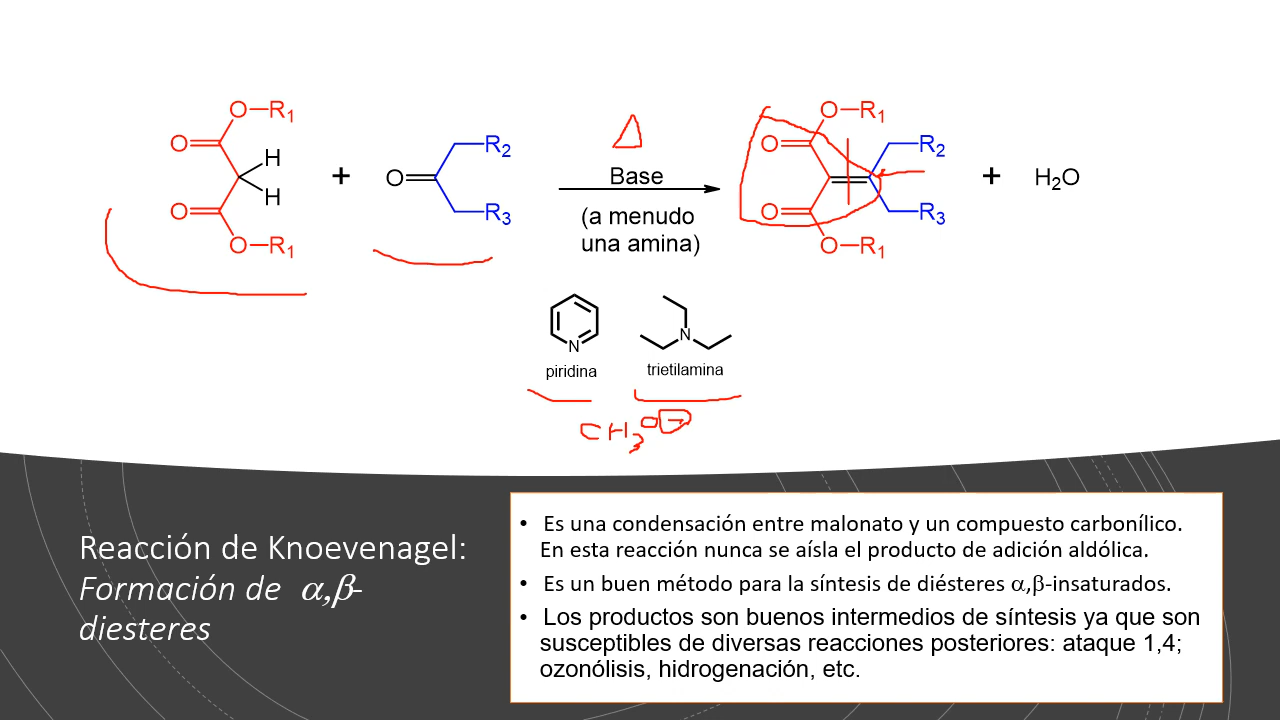 O—R1
O
H
H
O
O—R1
+
O
R2
R3
Δ
Base
(a menudo
una amina)
O—R1
O
O
O—R1
R2
R3
+
H2O
N
piridina
N
trietilamina
CH3O⊖
Reacción de Knoevenagel:
Formación de α,β-
diesteres
• Es una condensación entre malonato y un compuesto carbonílico.
En esta reacción nunca se aísla el producto de adición aldólica.
• Es un buen método para la síntesis de diésteres α,β-insaturados.
• Los productos son buenos intermedios de síntesis ya que son
susceptibles de diversas reacciones posteriores: ataque 1,4;
ozonólisis, hidrogenación, etc.